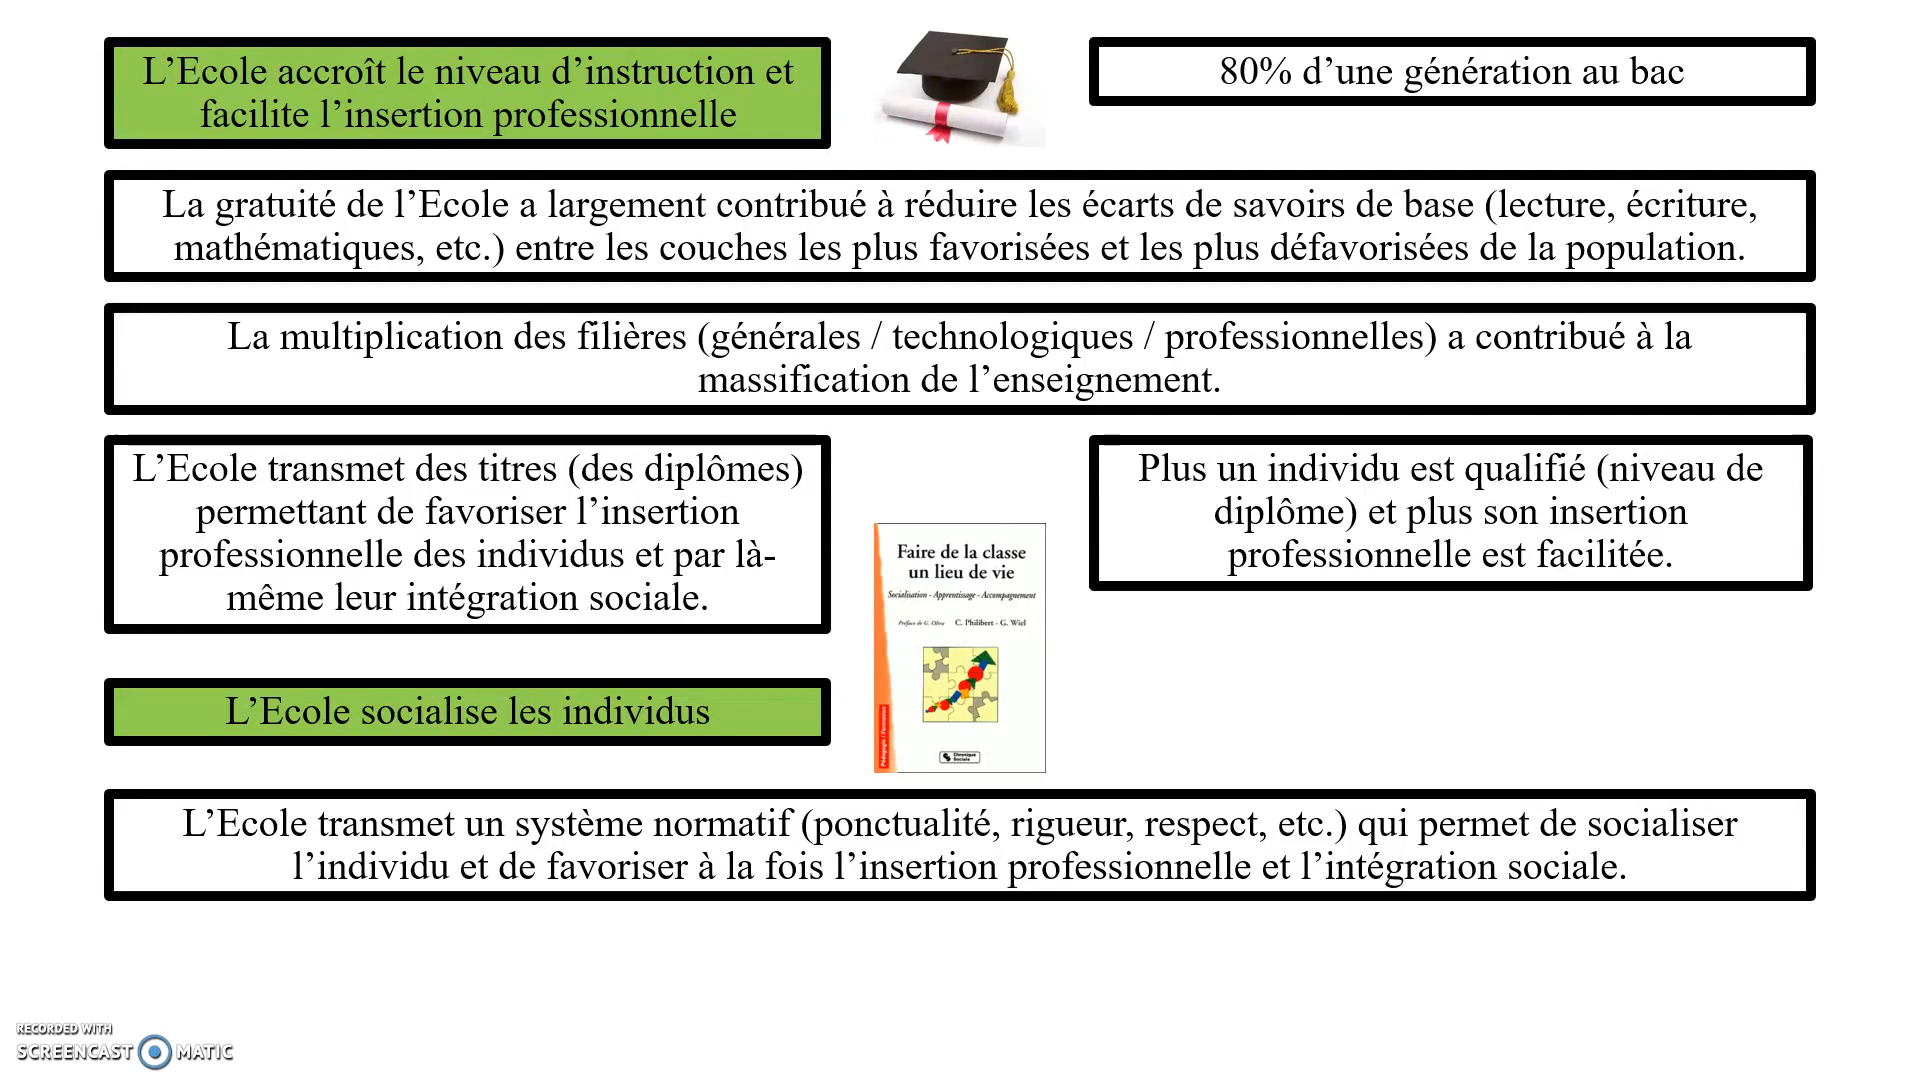 L’Ecole accroît le niveau d’instruction et
facilite l’insertion professionnelle
80% d’une génération au bac
La gratuité de l’Ecole a largement contribué à réduire les écarts de savoirs de base (lecture, écriture,
mathématiques, etc.) entre les couches les plus favorisées et les plus défavorisées de la population.
La multiplication des filières (générales / technologiques / professionnelles) a contribué à la
massification de l’enseignement.
L’Ecole transmet des titres (des diplômes)
permettant de favoriser l’insertion
professionnelle des individus et par là-
même leur intégration sociale.
Plus un individu est qualifié (niveau de
diplôme) et plus son insertion
professionnelle est facilitée.
Faire de la classe
un lieu de vie
Socialisation - Apprentissage - Accompagnement
Préface de G. Oliva C. Philibert - G. Wiel
Pédagogie / Formation
Chronique
Sociale
L’Ecole socialise les individus
L’Ecole transmet un système normatif (ponctualité, rigueur, respect, etc.) qui permet de socialiser
l’individu et de favoriser à la fois l’insertion professionnelle et l’intégration sociale.
RECORDED WITH
SCREENCAST MATIC